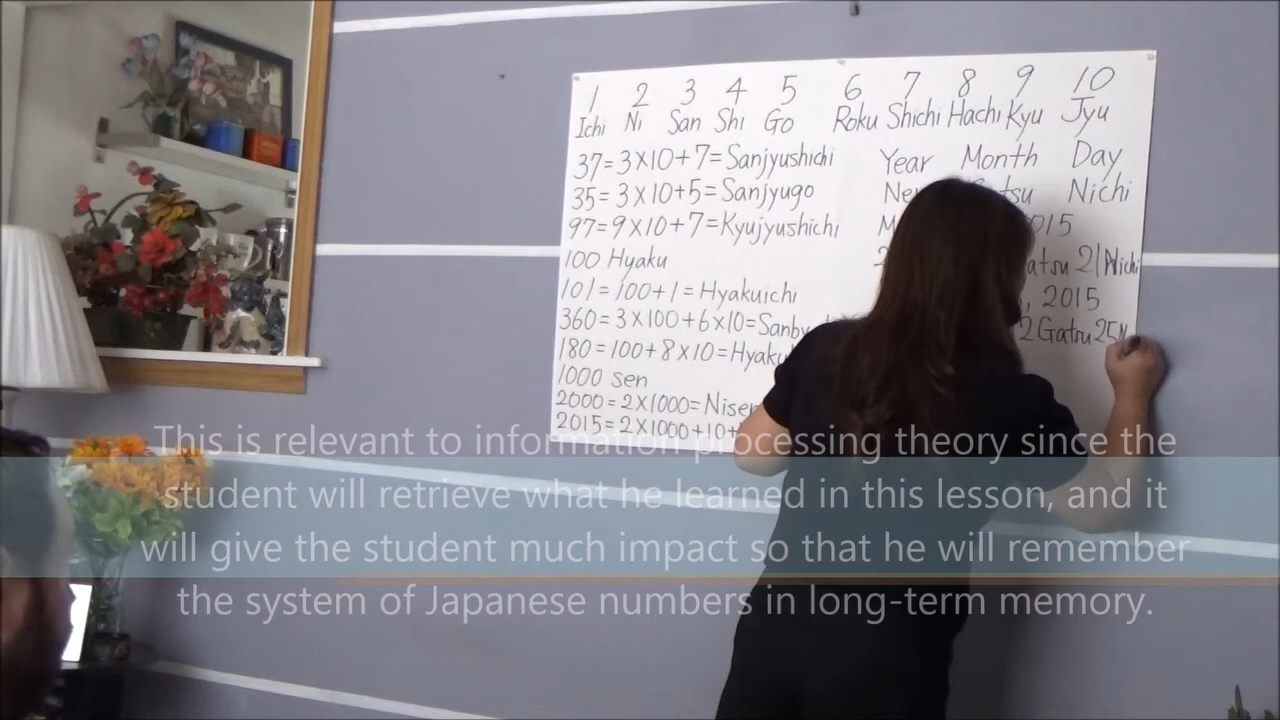 1 2 3 4 5 6 7 8 9 10
Ichi Ni San Shi Go Roku Shichi Hachi Kyu Jyu
37=3×10+7=Sanjyushichi Year Month Day
35=3×10+5=Sanjyugo Nichi
97=9×10+7=Kyujyushichi
100 Hyaku 21 Nichi
101=100+1=Hyakuichi , 2015
360=3×100+6×10= 2 Gatsu
180=100+8×10=
1000 sen
2000=2×1000=
2015=2×1000+10+
This is relevant to information processing theory since the
student will retrieve what he learned in this lesson, and it
will give the student much impact so that he will remember
the system of Japanese numbers in long-term memory.